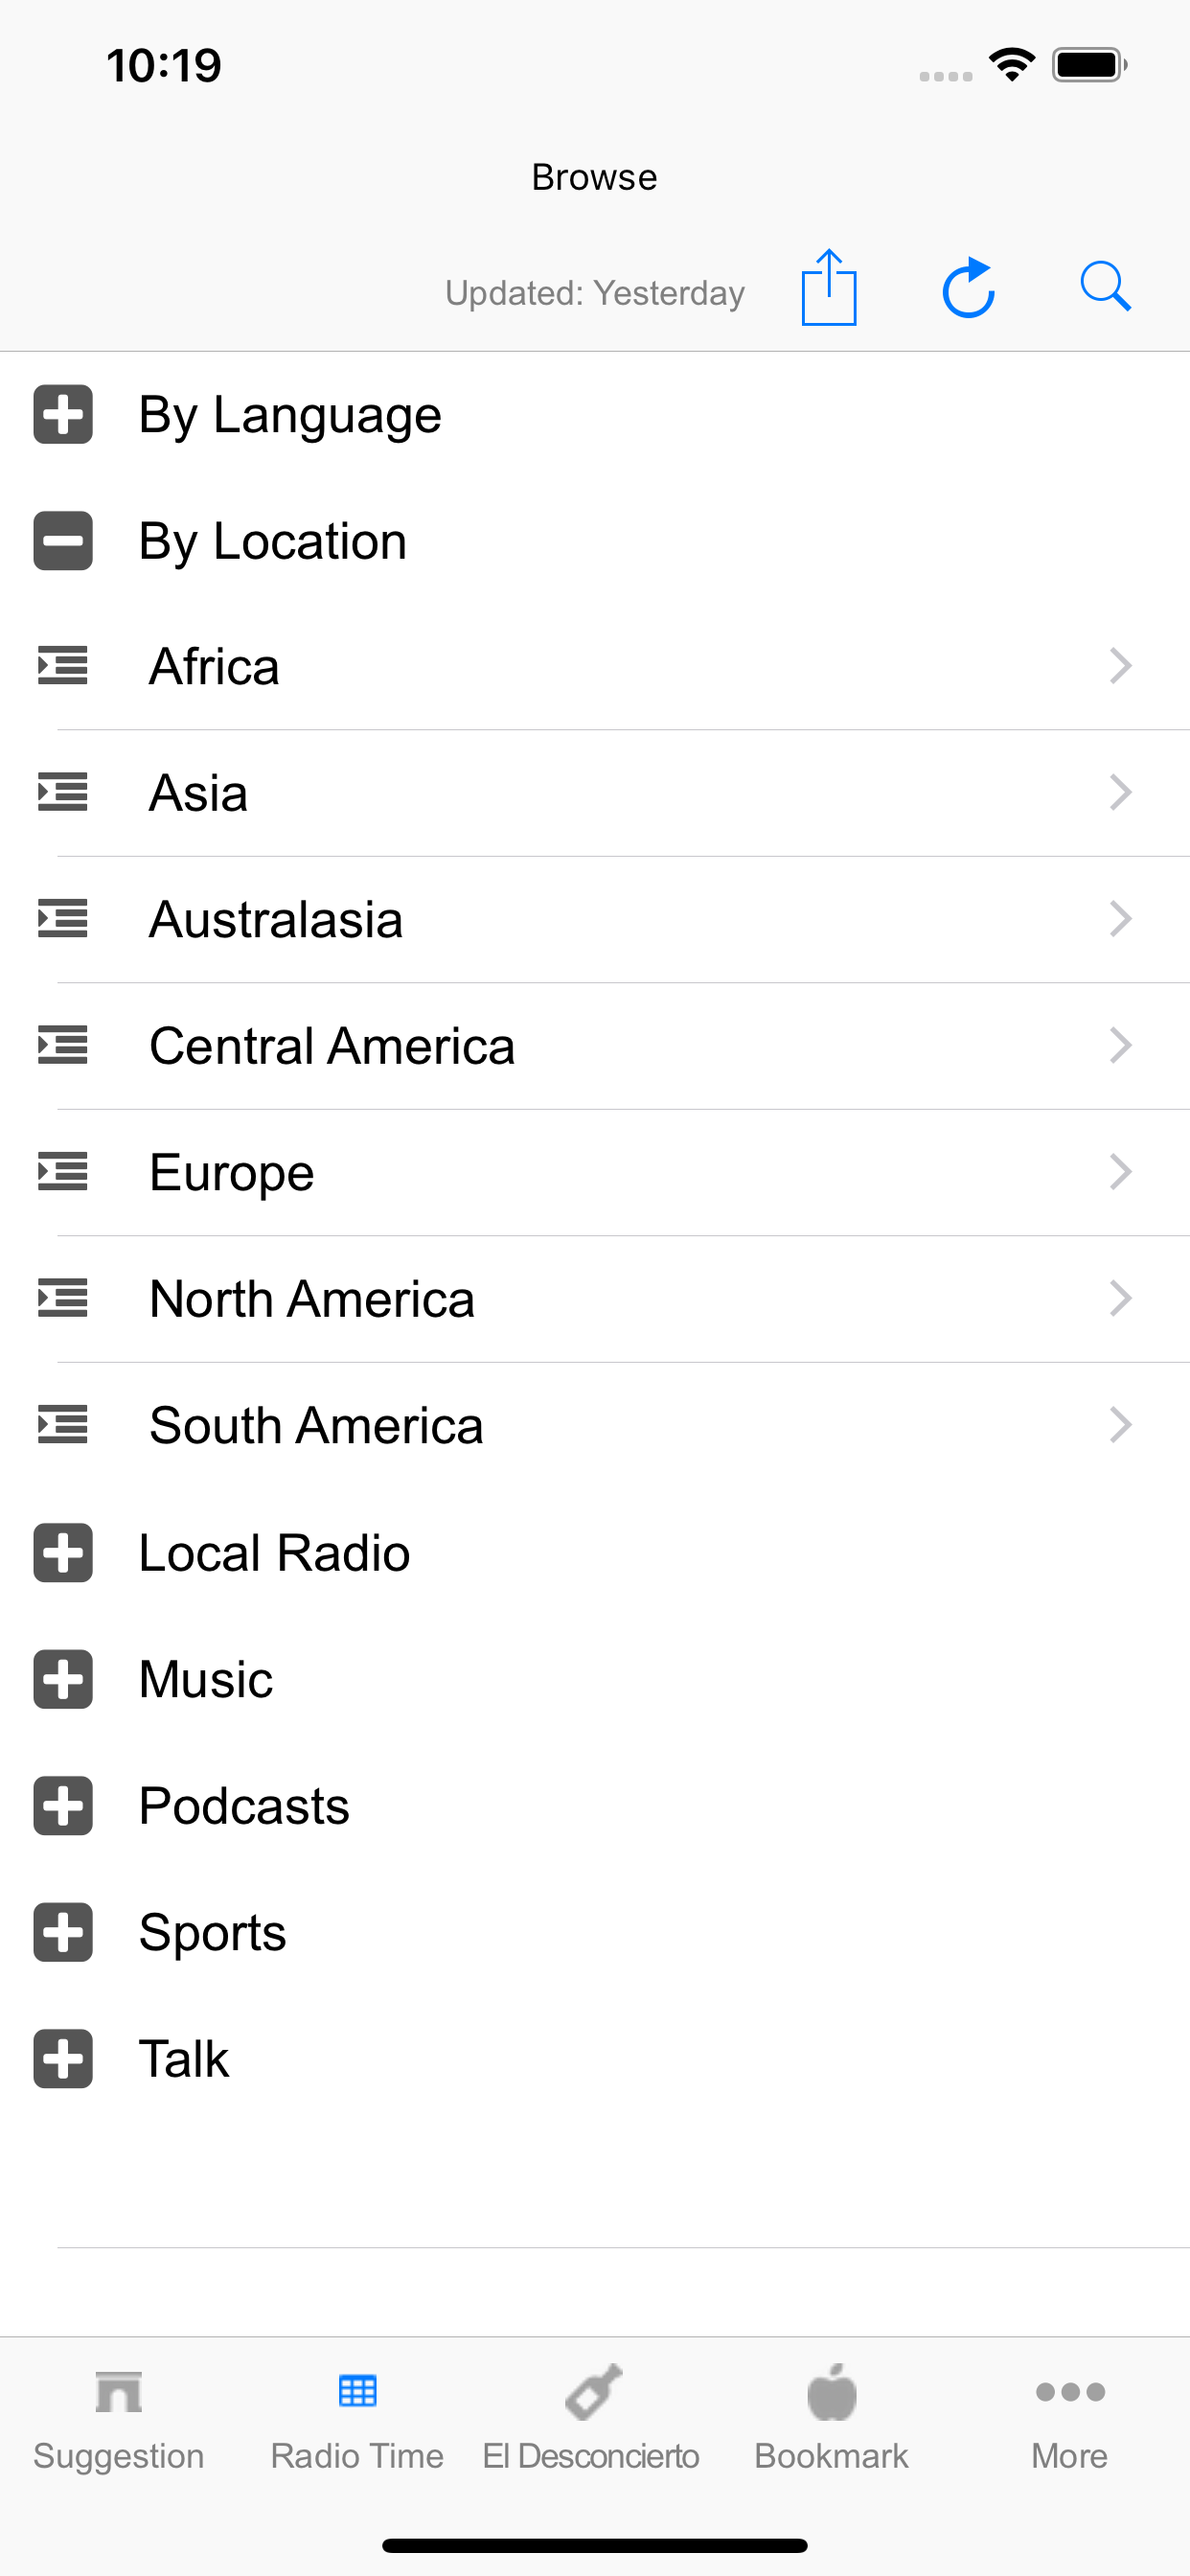 10:19
Browse
Updated: Yesterday
By Language
By Location
Africa
Asia
Australasia
Central America
Europe
North America
South America
Local Radio
Music
Podcasts
Sports
Talk
Suggestion
Radio Time
El Desconcierto
Bookmark
More